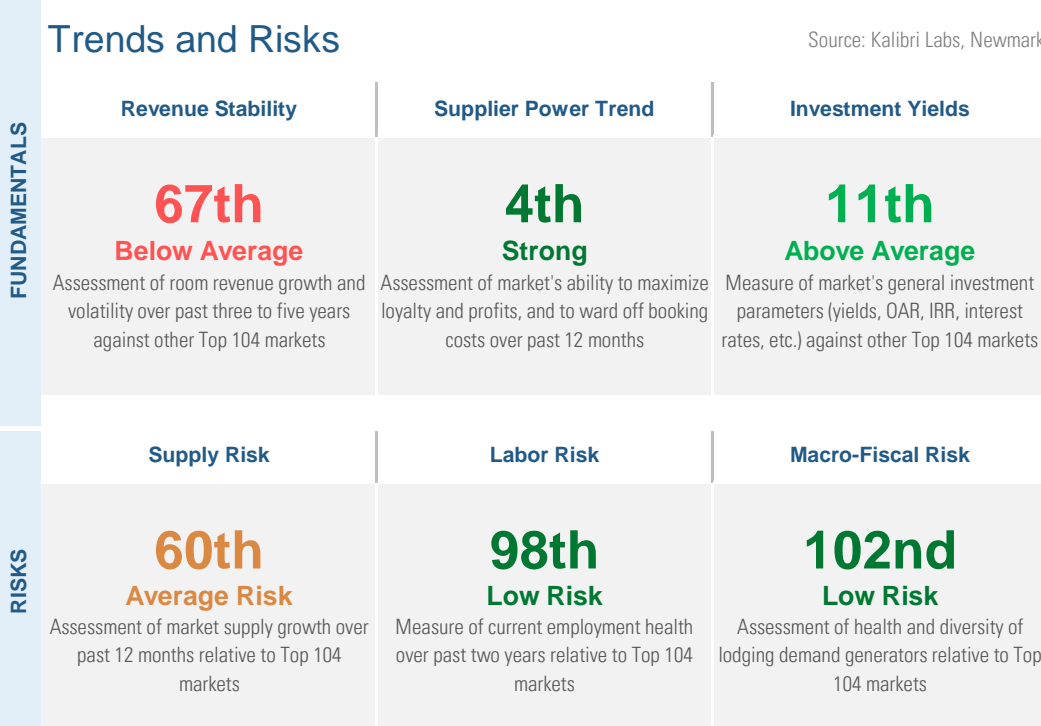 Trends and Risks
Source: Kalibri Labs, Newmark
FUNDAMENTALS
Revenue Stability
Supplier Power Trend
Investment Yields
67th
Below Average
Assessment of room revenue growth and
volatility over past three to five years
against other Top 104 markets
4th
Strong
Assessment of market's ability to maximize
loyalty and profits, and to ward off booking
costs over past 12 months
11th
Above Average
Measure of market's general investment
parameters (yields, OAR, IRR, interest
rates, etc.) against other Top 104 markets
RISKS
Supply Risk
Labor Risk
Macro-Fiscal Risk
60th
Average Risk
Assessment of market supply growth over
past 12 months relative to Top 104
markets
98th
Low Risk
Measure of current employment health
over past two years relative to Top 104
markets
102nd
Low Risk
Assessment of health and diversity of
lodging demand generators relative to Top
104 markets